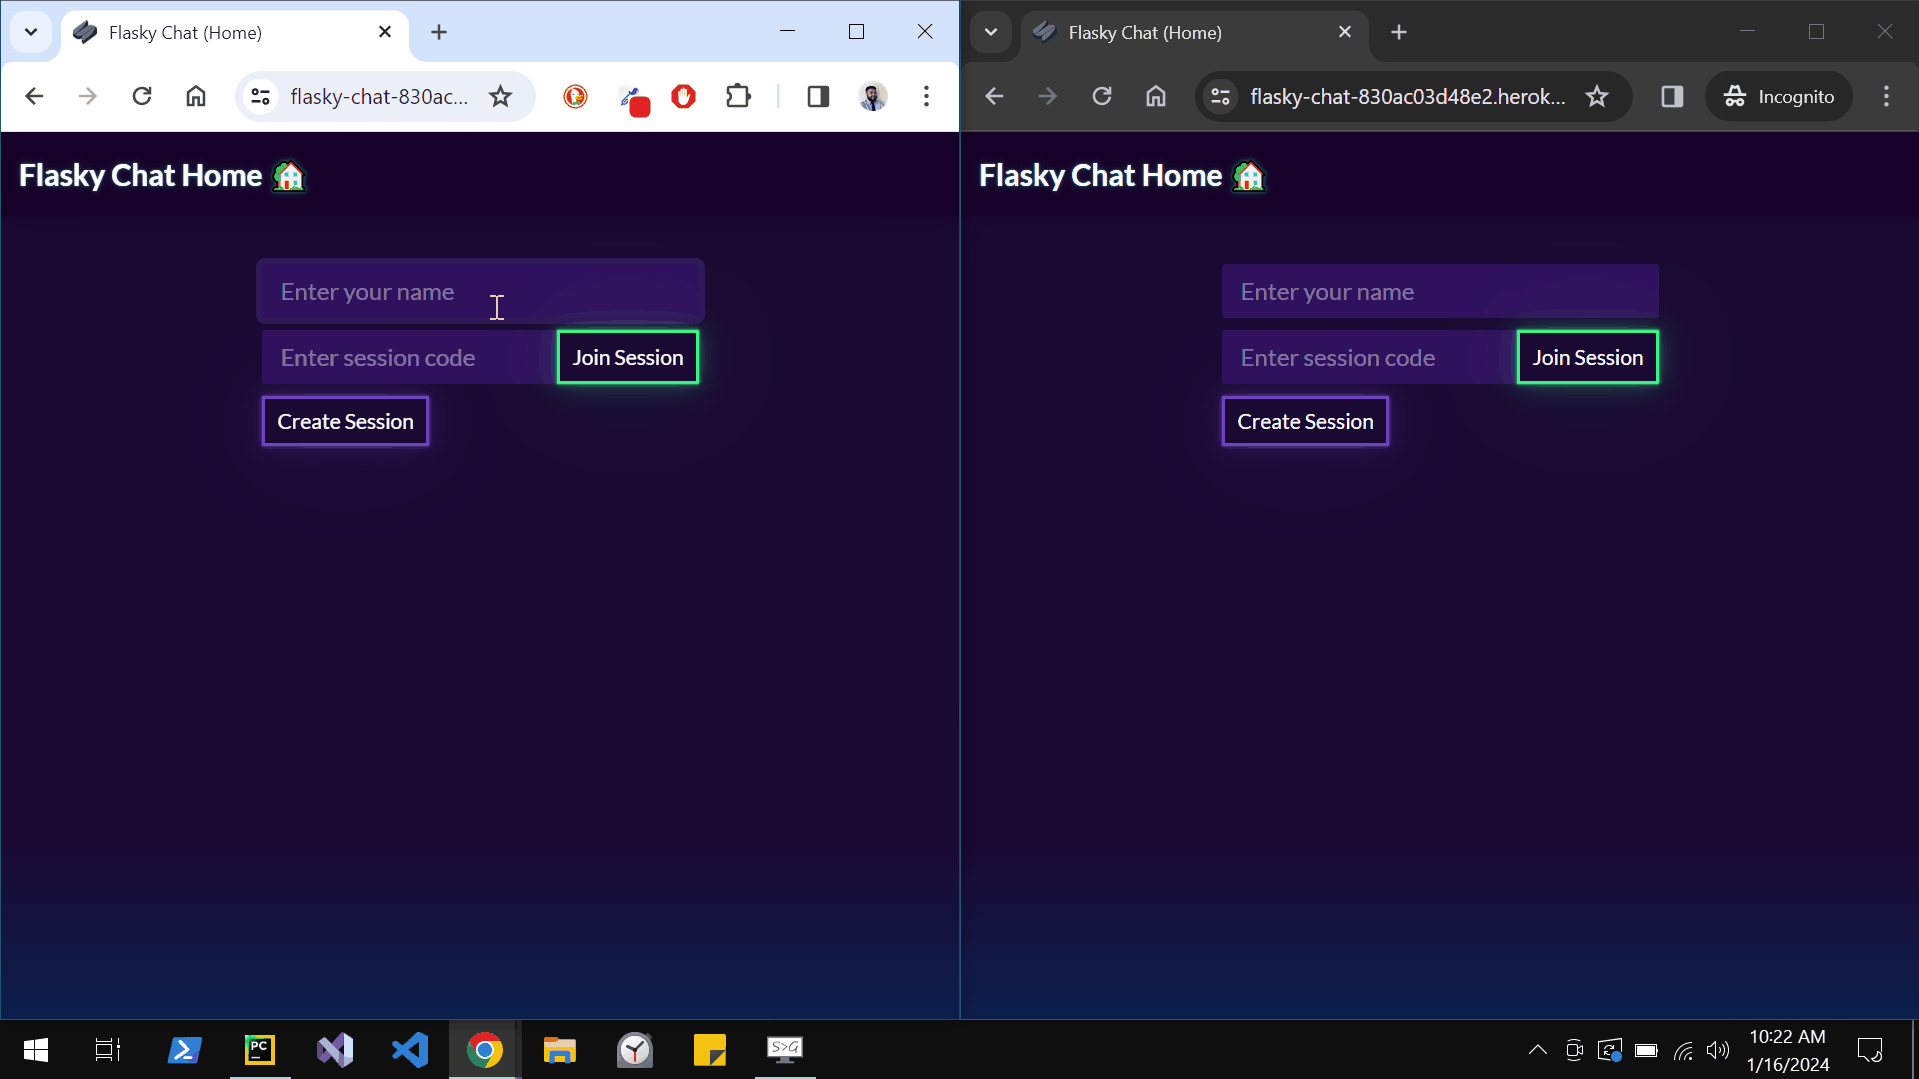 Flasky Chat (Home)
flasky-chat-830ac...
Flasky Chat Home
Enter your name
Enter session code
Join Session
Create Session
Flasky Chat (Home)
flasky-chat-830ac03d48e2.herok...
Incognito
Flasky Chat Home
Enter your name
Enter session code
Join Session
Create Session
PC
S>G
10:22 AM
1/16/2024